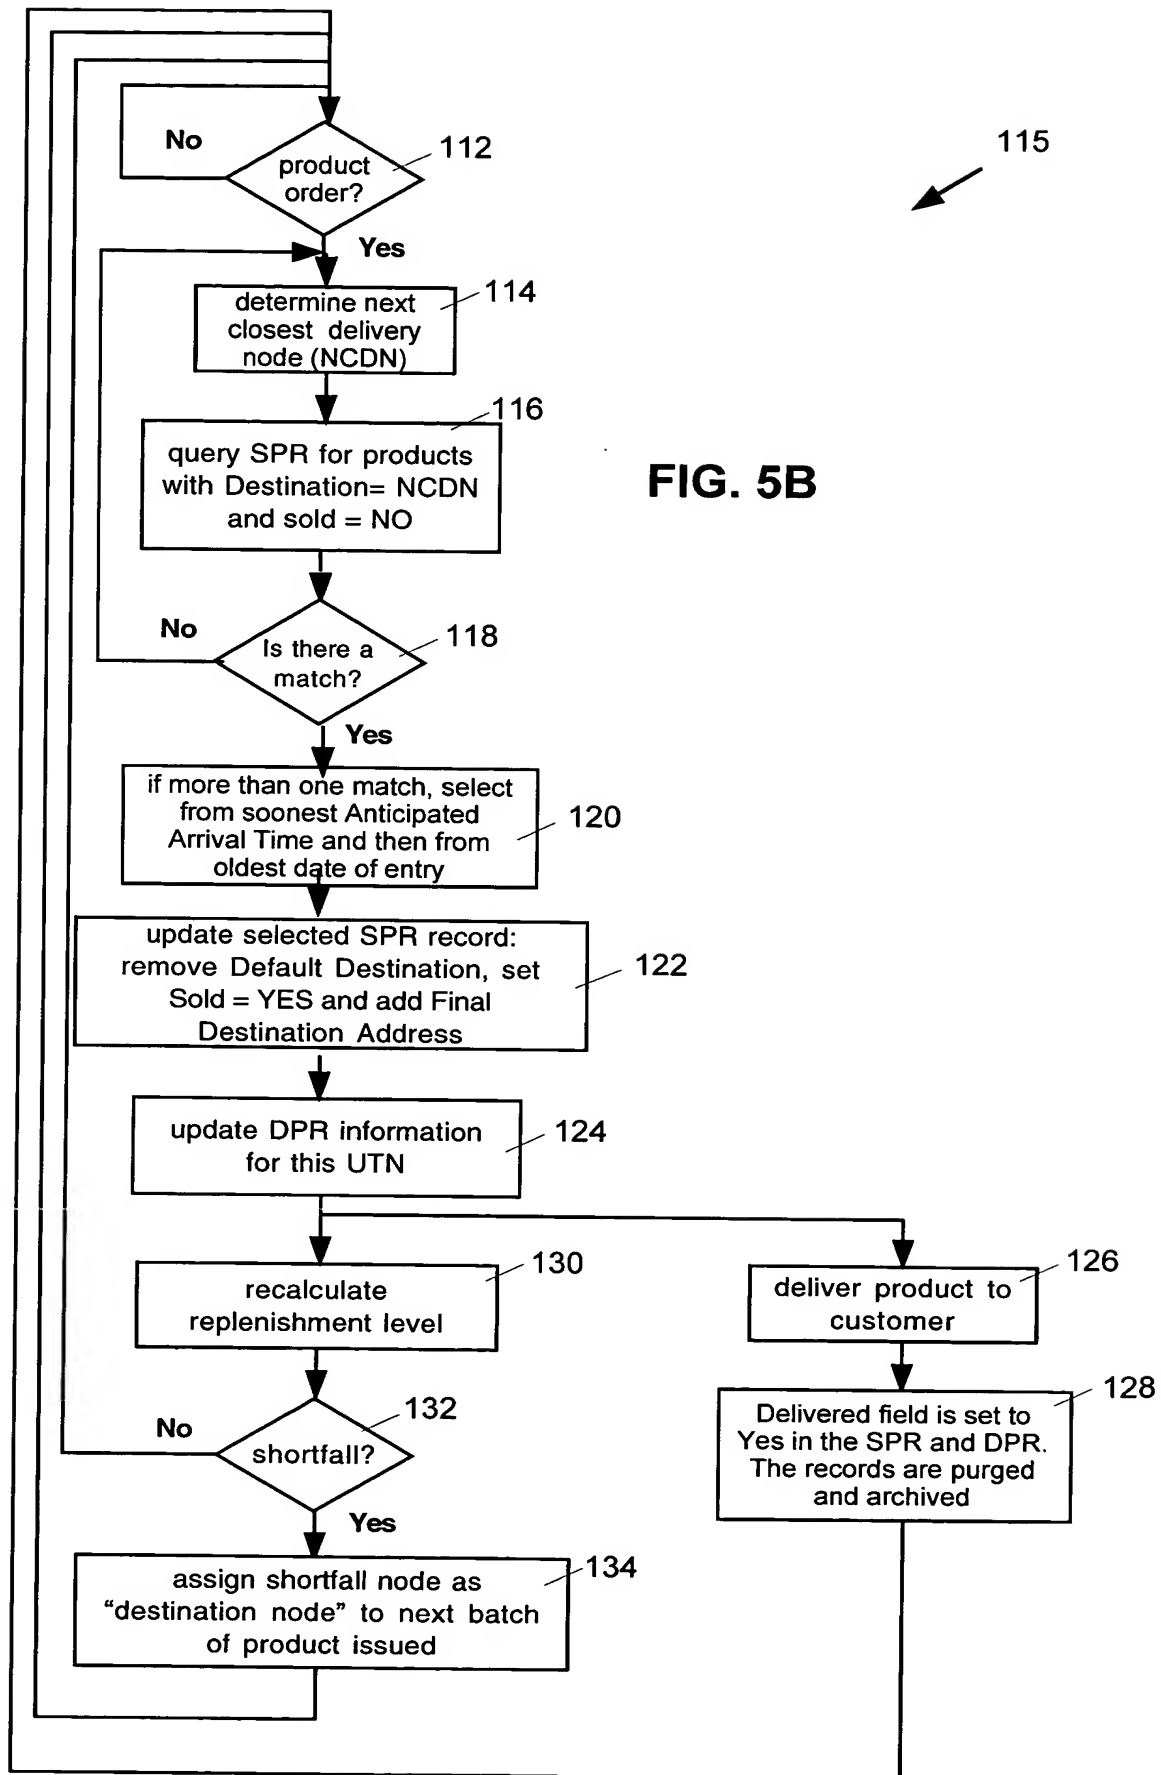 No
product
order?
112
115
Yes
determine next
closest delivery
node (NCDN)
114
query SPR for products
with Destination= NCDN
and sold = NO
116
FIG. 5B
No
Is there a
match?
118
Yes
if more than one match, select
from soonest Anticipated
Arrival Time and then from
oldest date of entry
120
update selected SPR record:
remove Default Destination, set
Sold = YES and add Final
Destination Address
122
update DPR information
for this UTN
124
recalculate
replenishment level
130
deliver product to
customer
126
No
shortfall?
132
Delivered field is set to
Yes in the SPR and DPR.
The records are purged
and archived
128
Yes
assign shortfall node as
“destination node” to next batch
of product issued
134